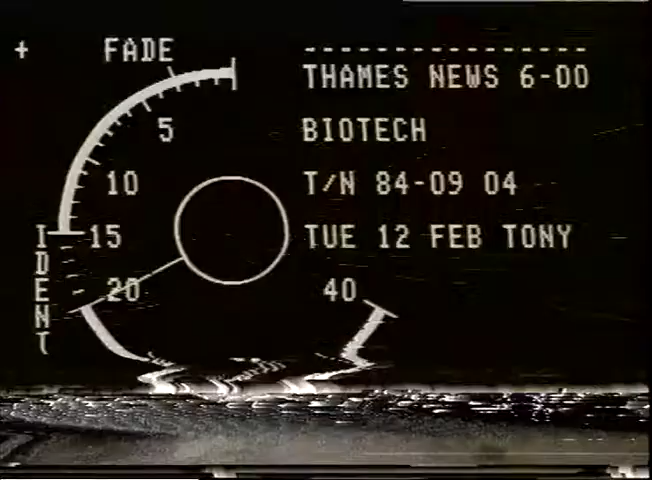 + FADE
----------------
THAMES NEWS 6-00
5
BIOTECH
10
T/N 84-09 04
15
TUE 12 FEB TONY
20
40
IDENT